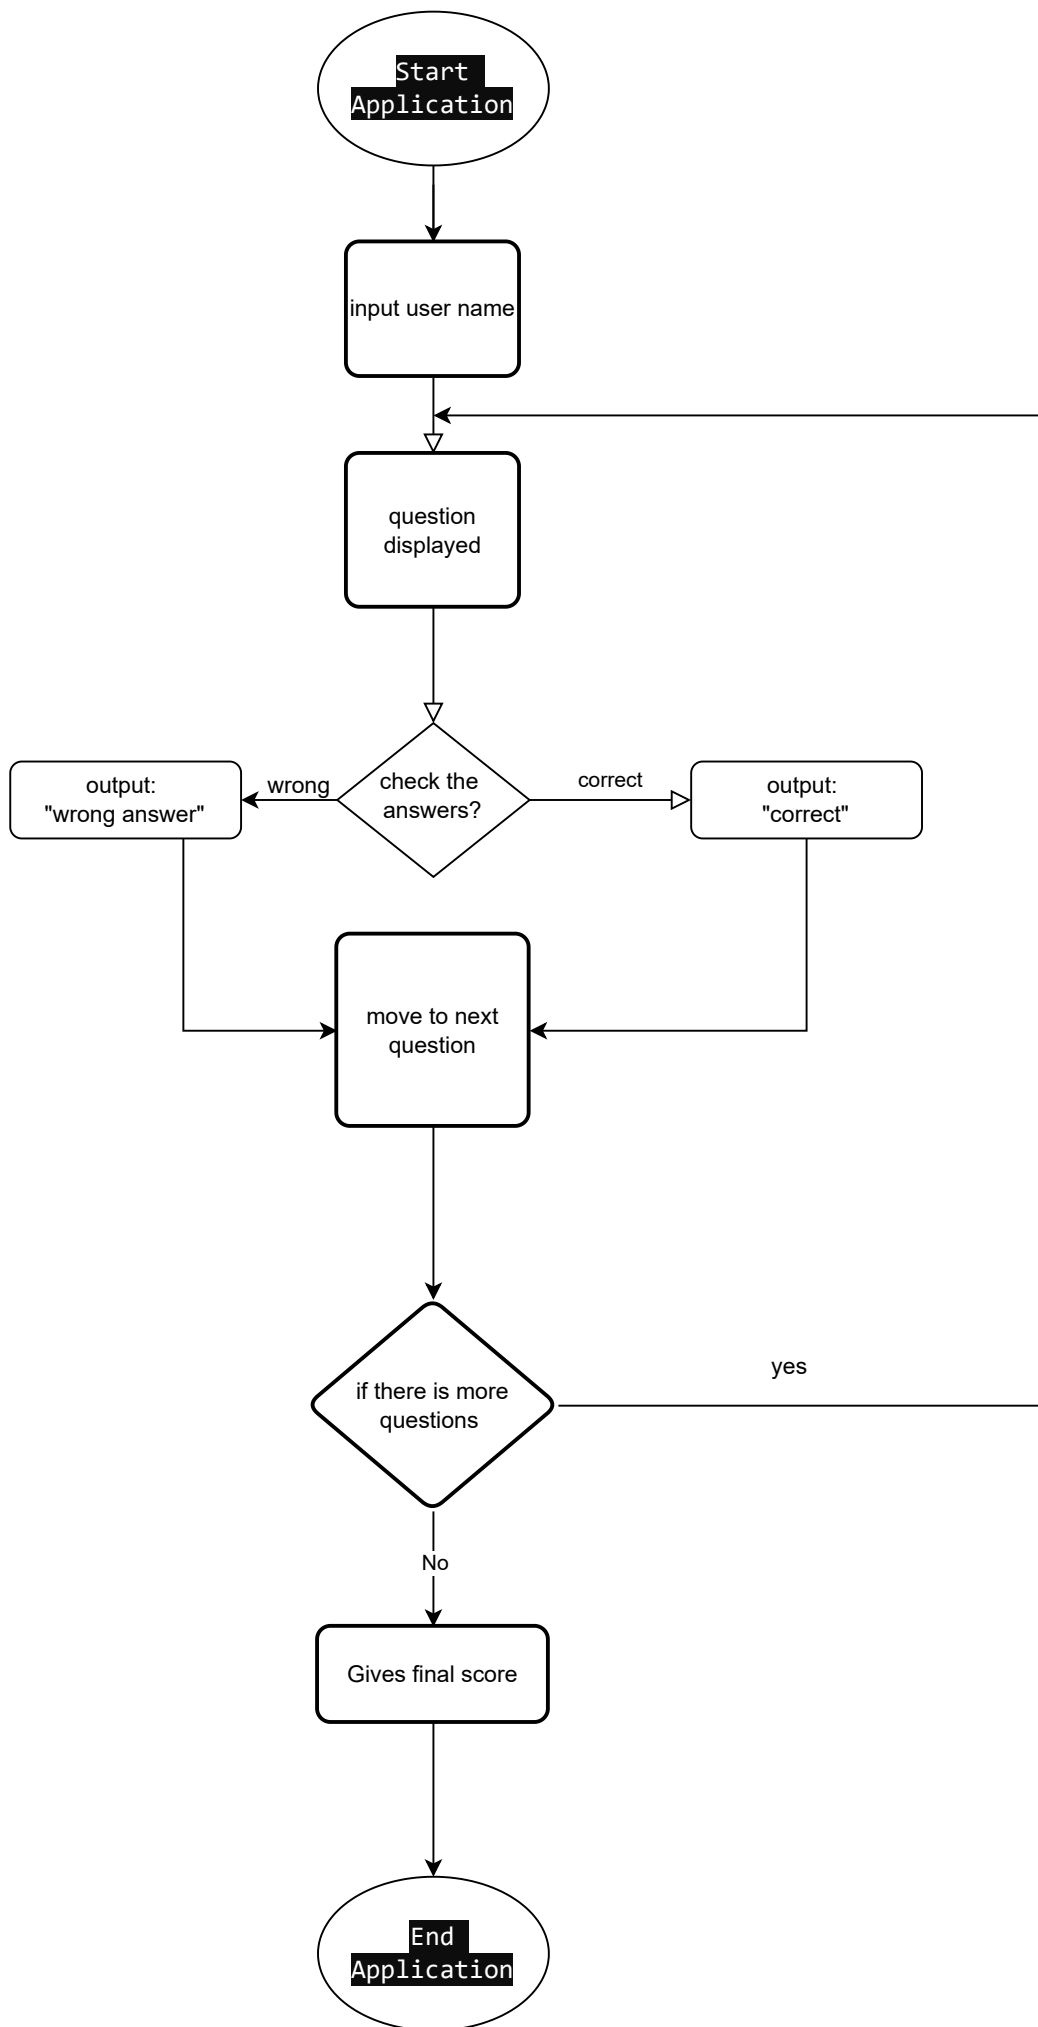 Start
Application
input user name
question
displayed
check the
answers?
wrong
correct
output:
"wrong answer"
output:
"correct"
move to next
question
if there is more
questions
yes
No
Gives final score
End
Application